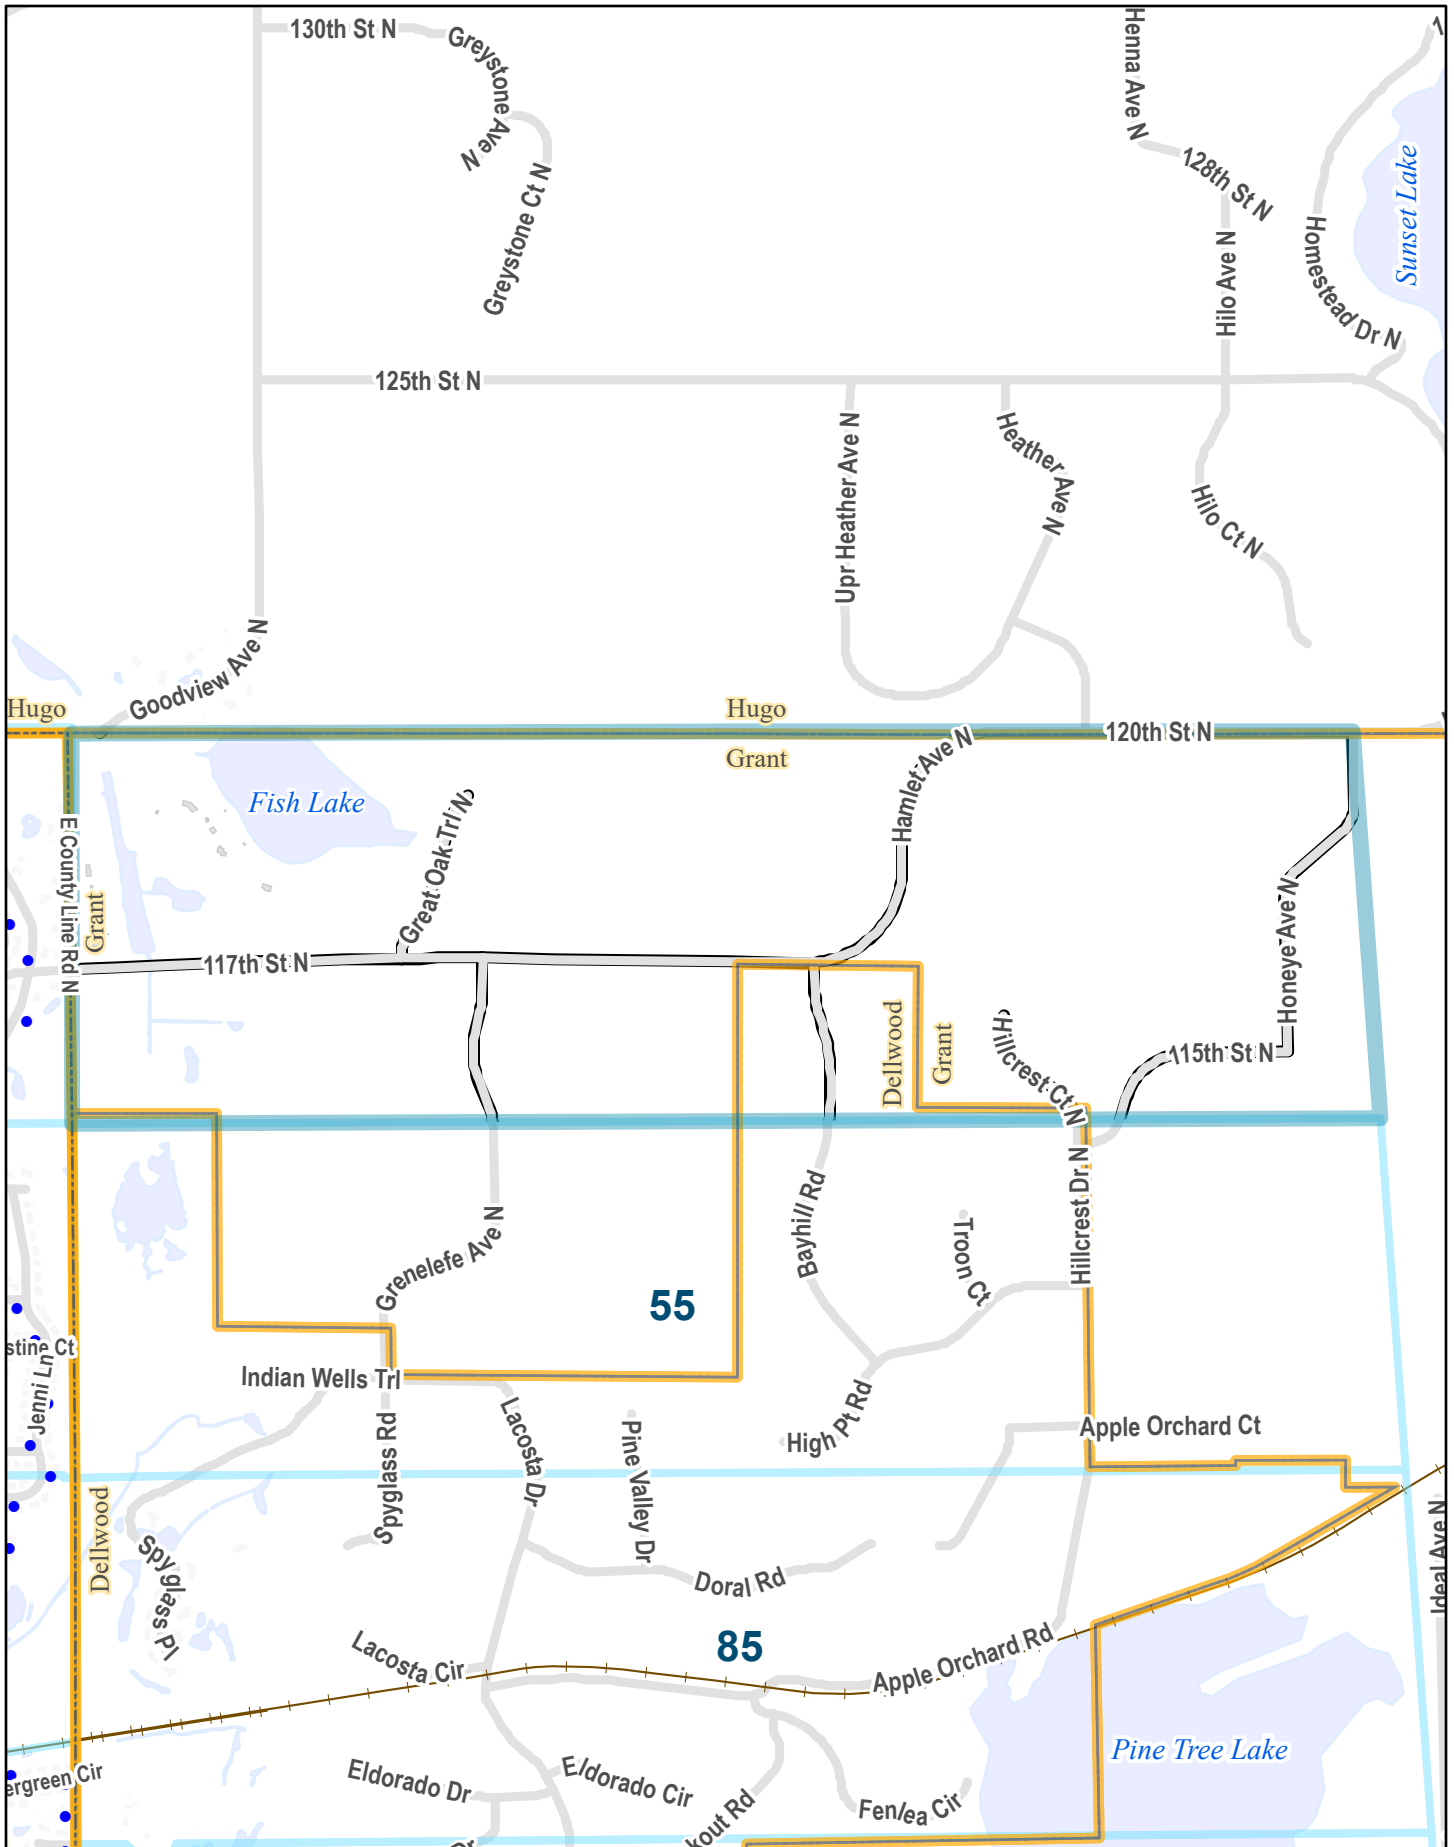 130th St N
Greystone Ave N
Greystone Ct N
Henna Ave N
128th St N
Hilo Ave N
Homestead Dr N
Sunset Lake
125th St N
Upr Heather Ave N
Heather Ave N
Hilo Ct N
Goodview Ave N
Hugo
Hugo
120th St N
Grant
Fish Lake
Hamlet Ave N
Great Oak Trl N
E County Line Rd N
Grant
Honeye Ave N
117th St N
Dellwood
Grant
Hillcrest Ct N
115th St N
Hillcrest Dr N
Bayhill Rd
Troon Ct
Grenelefe Ave N
55
stine Ct
Jenni Ln
Indian Wells Trl
Spyglass Rd
Lacosta Dr
Pine Valley Dr
High Pt Rd
Apple Orchard Ct
Dellwood
Spyglass Pl
Doral Rd
Ideal Ave N
85
Lacosta Cir
Apple Orchard Rd
Pine Tree Lake
ergreen Cir
Eldorado Dr
Eldorado Cir
Fenlea Cir
kout Rd
Dr